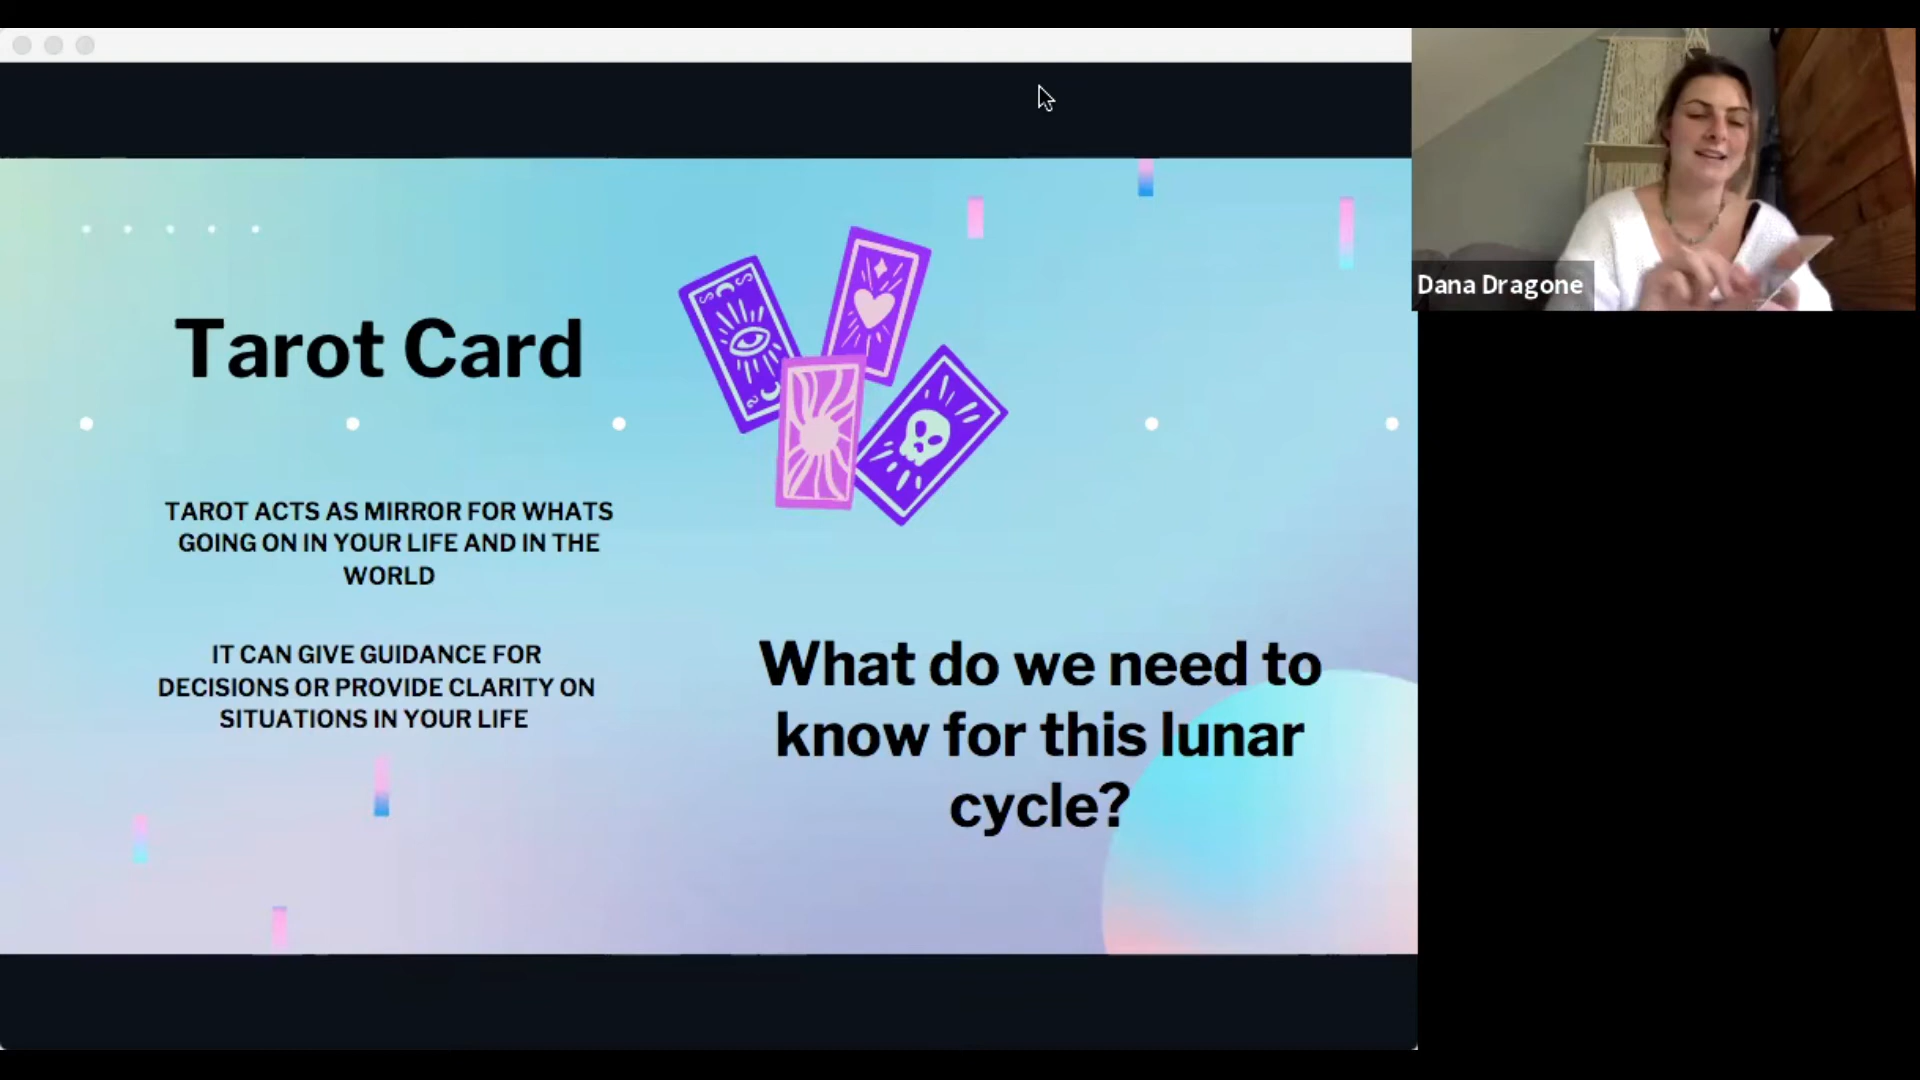 Tarot Card
TAROT ACTS AS MIRROR FOR WHATS
GOING ON IN YOUR LIFE AND IN THE
WORLD
IT CAN GIVE GUIDANCE FOR
DECISIONS OR PROVIDE CLARITY ON
SITUATIONS IN YOUR LIFE
What do we need to
know for this lunar
cycle?
Dana Dragone